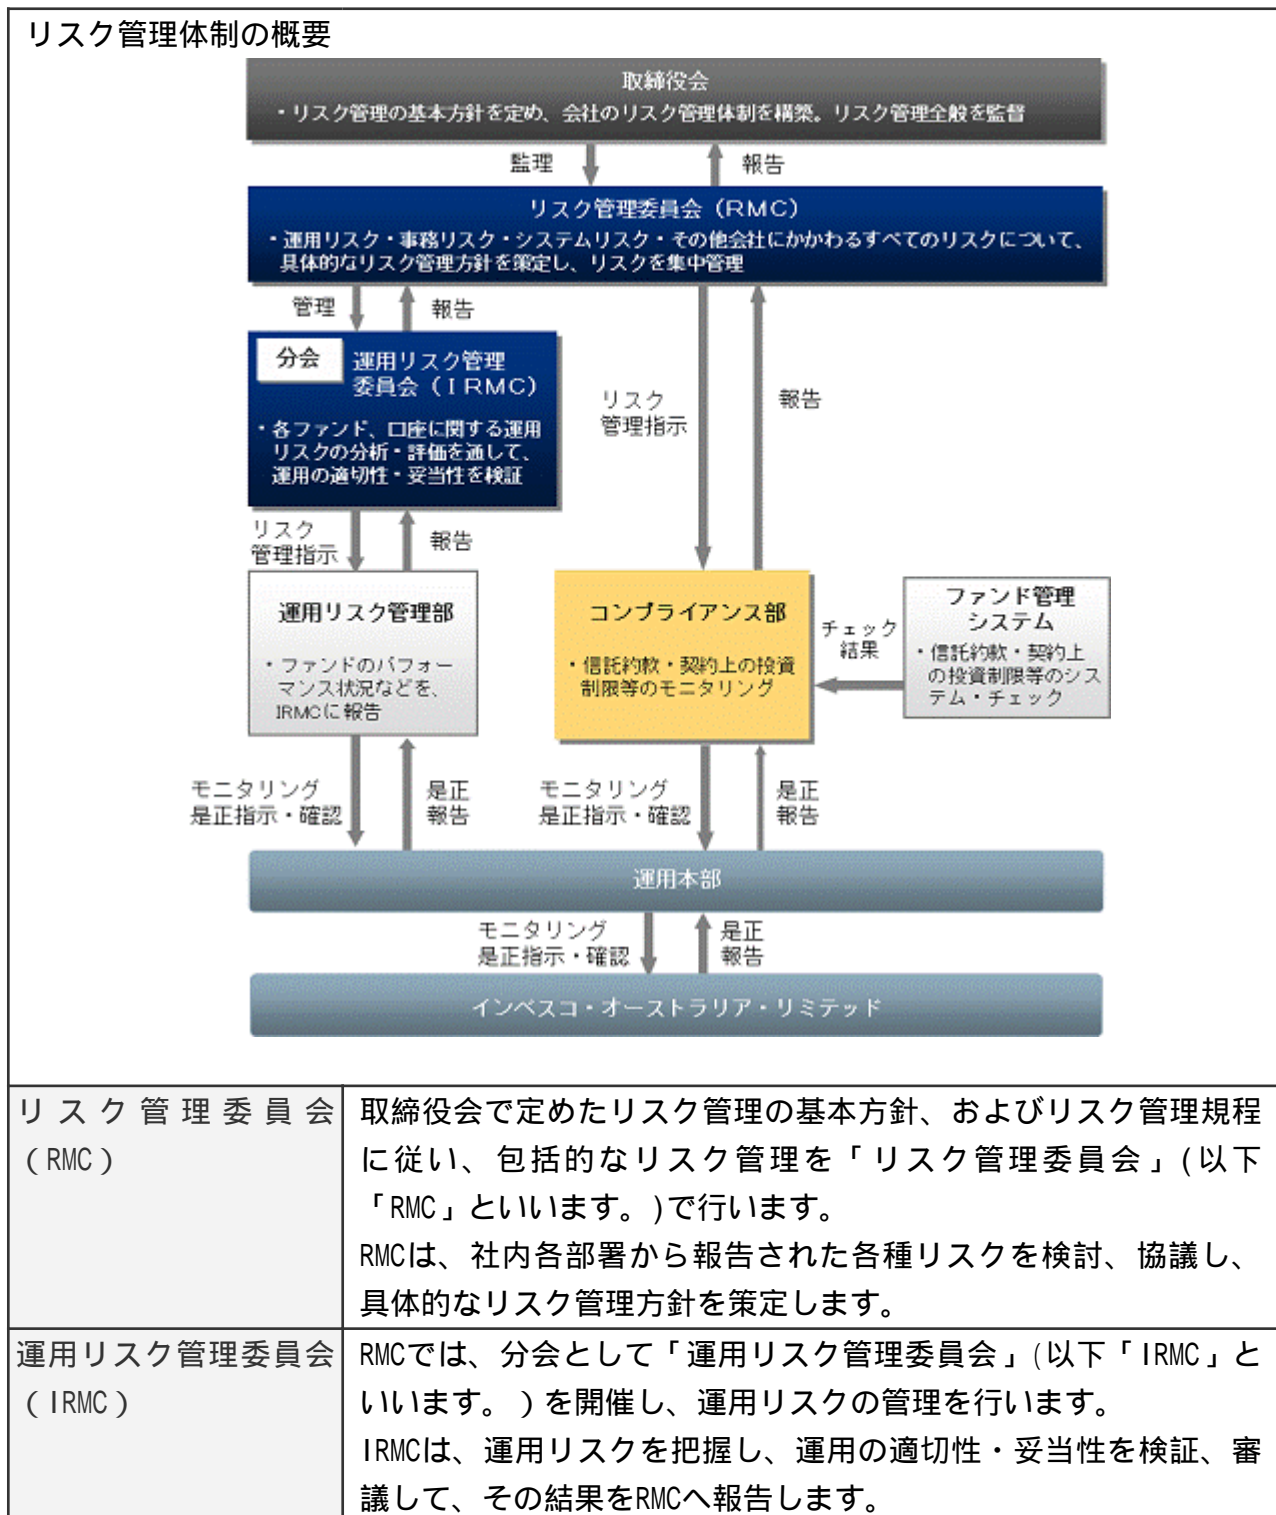 リスク管理体制の概要
取締役会
・リスク管理の基本方針を定め、会社のリスク管理体制を構築。リスク管理全般を監督
監理
報告
リスク管理委員会（RMC）
・運用リスク・事務リスク・システムリスク・その他会社にかかわるすべてのリスクについて、
具体的なリスク管理方針を策定し、リスクを集中管理
管理
報告
分会
運用リスク管理
委員会（IRMC）
・各ファンド、口座に関する運用
リスクの分析・評価を通して、
運用の適切性・妥当性を検証
リスク
管理指示
報告
リスク
管理指示
報告
運用リスク管理部
・ファンドのパフォー
マンス状況などを、
IRMCに報告
コンプライアンス部
・信託約款・契約上の投資
制限等のモニタリング
チェック
結果
ファンド管理
システム
・信託約款・契約上
の投資制限等のシス
テム・チェック
モニタリング
是正指示・確認
是正
報告
モニタリング
是正指示・確認
是正
報告
運用本部
モニタリング
是正指示・確認
是正
報告
インベスコ・オーストラリア・リミテッド
リスク管理委員会
（RMC）
取締役会で定めたリスク管理の基本方針、およびリスク管理規程
に従い、包括的なリスク管理を「リスク管理委員会」(以下
「RMC」といいます。)で行います。
RMCは、社内各部署から報告された各種リスクを検討、協議し、
具体的なリスク管理方針を策定します。
運用リスク管理委員会
（IRMC）
RMCでは、分会として「運用リスク管理委員会」(以下「IRMC」と
いいます。）を開催し、運用リスクの管理を行います。
IRMCは、運用リスクを把握し、運用の適切性・妥当性を検証、審
議して、その結果をRMCへ報告します。